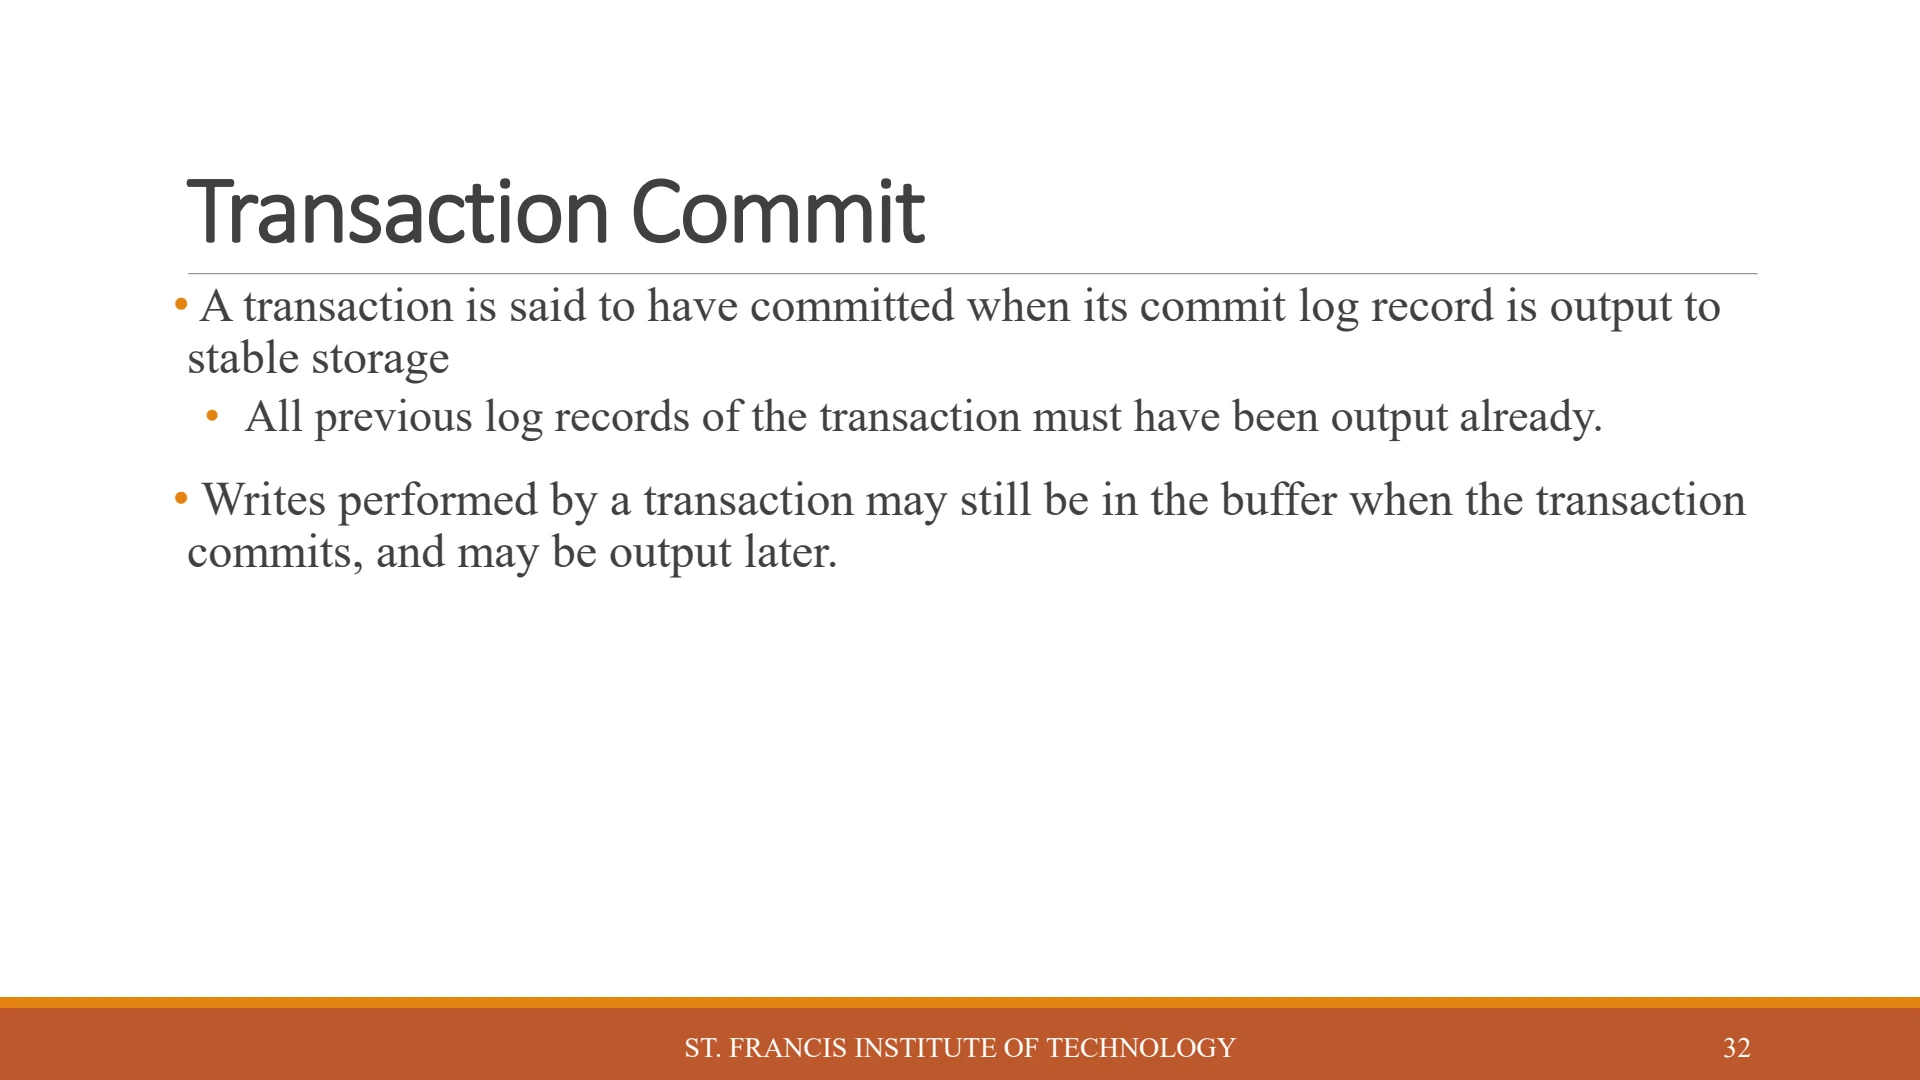 Transaction Commit
• A transaction is said to have committed when its commit log record is output to
stable storage
• All previous log records of the transaction must have been output already.
• Writes performed by a transaction may still be in the buffer when the transaction
commits, and may be output later.
ST. FRANCIS INSTITUTE OF TECHNOLOGY
32